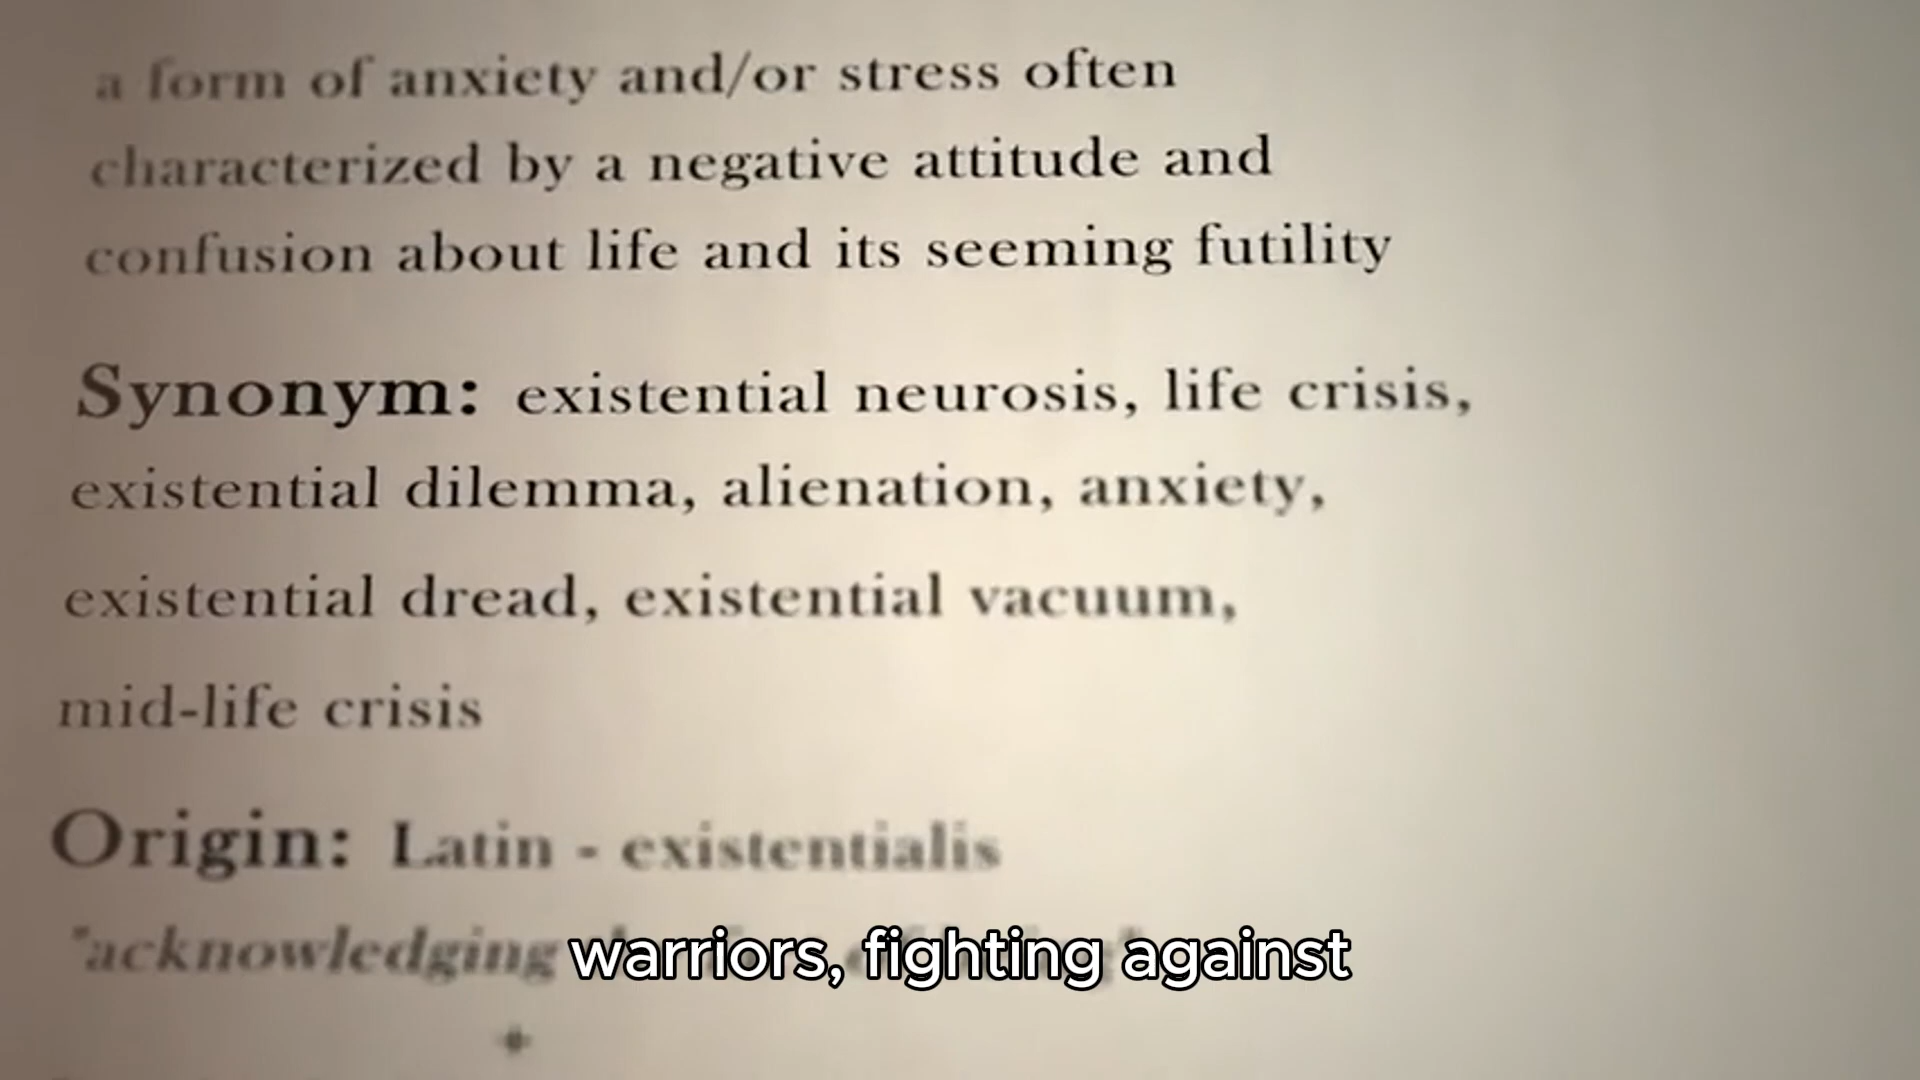 a form of anxiety and/or stress often
characterized by a negative attitude and
confusion about life and its seeming futility
Synonym: existential neurosis, life crisis,
existential dilemma, alienation, anxiety,
existential dread, existential vacuum,
mid-life crisis
Origin: Latin - existentialis
"acknowledging
warriors, fighting against